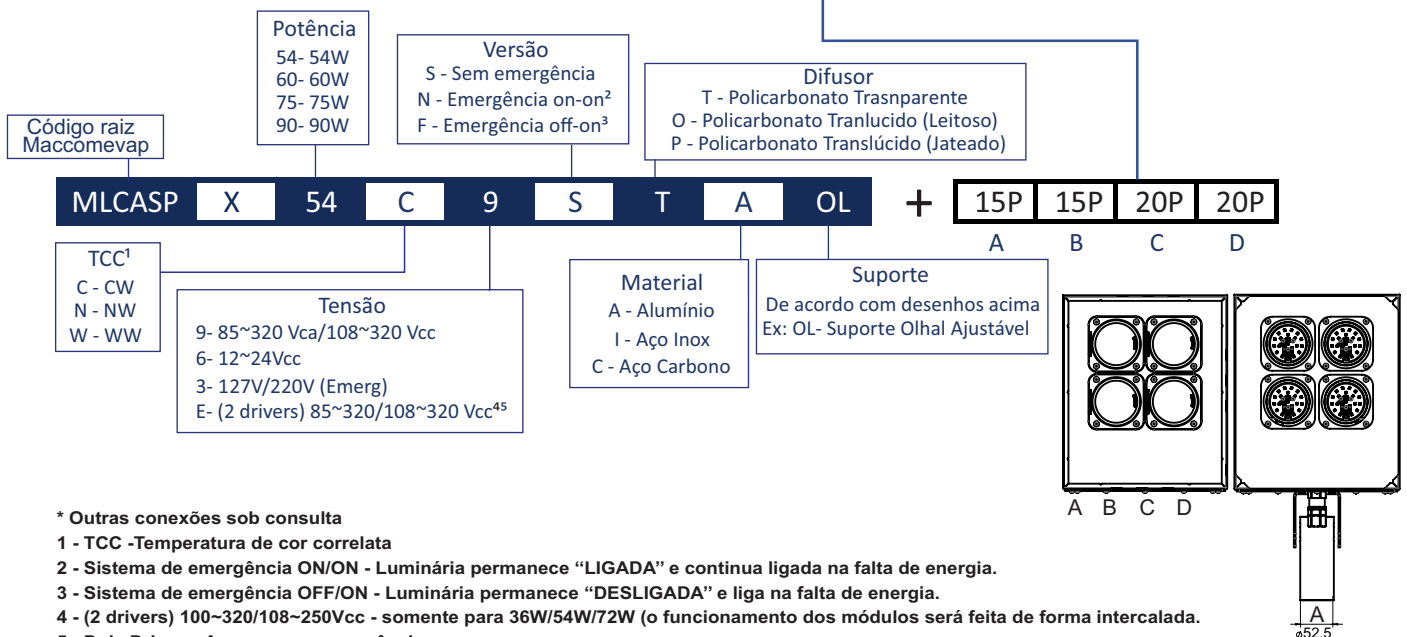 Potência
54- 54W
60- 60W
75- 75W
90- 90W
Versão
S - Sem emergência
N - Emergência on-on²
F - Emergência off-on³
Difusor
T - Policarbonato Trasnparente
O - Policarbonato Tranlucido (Leitoso)
P - Policarbonato Translúcido (Jateado)
Código raiz
Maccomevap
MLCASP X 54 C 9 S T A OL + 15P 15P 20P 20P
A B C D
TCC¹
C - CW
N - NW
W - WW
Tensão
9- 85~320 Vca/108~320 Vcc
6- 12~24Vcc
3- 127V/220V (Emerg)
E- (2 drivers) 85~320/108~320 Vcc⁴⁵
Material
A - Alumínio
I - Aço Inox
C - Aço Carbono
Suporte
De acordo com desenhos acima
Ex: OL- Suporte Olhal Ajustável
A B C D
A
ø52,5
* Outras conexões sob consulta
1 - TCC -Temperatura de cor correlata
2 - Sistema de emergência ON/ON - Luminária permanece “LIGADA” e continua ligada na falta de energia.
3 - Sistema de emergência OFF/ON - Luminária permanece “DESLIGADA” e liga na falta de energia.
4 - (2 drivers) 100~320/108~250Vcc - somente para 36W/54W/72W (o funcionamento dos módulos será feita de forma intercalada.